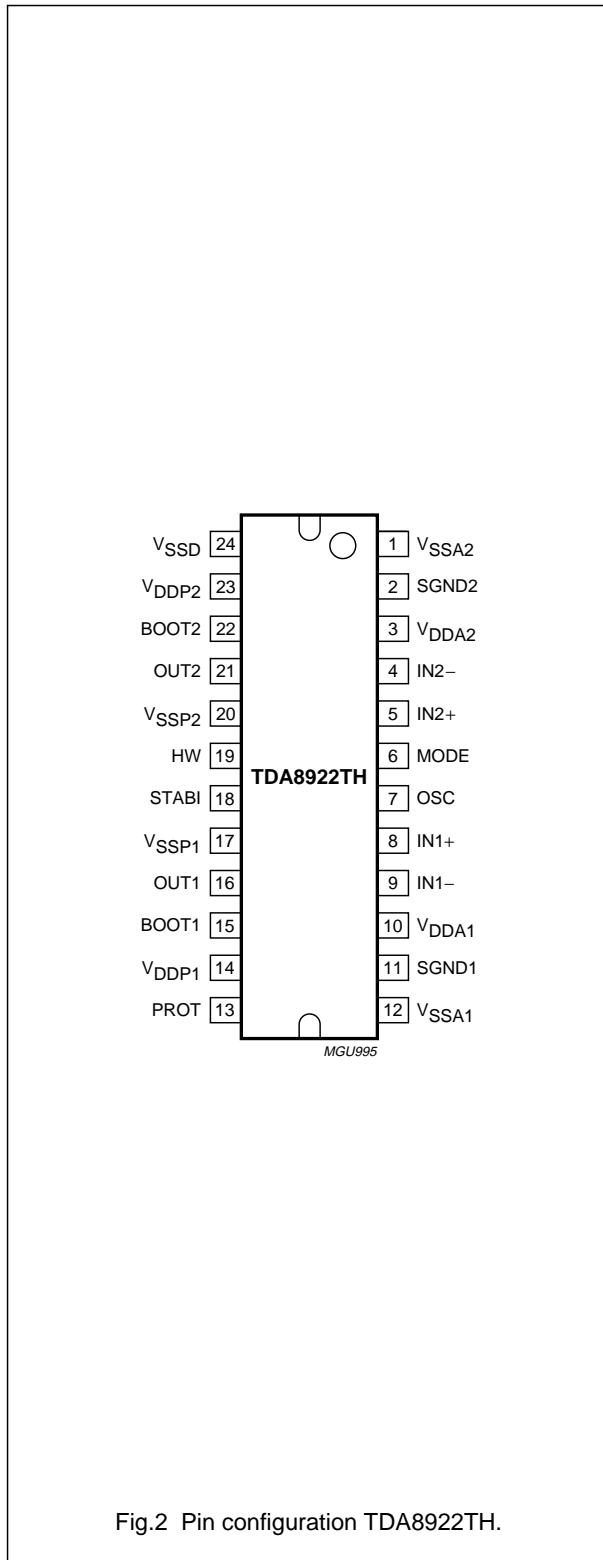 VSSD 24 1 VSSA2
VDDP2 23 2 SGND2
BOOT2 22 3 VDDA2
OUT2 21 4 IN2−
VSSP2 20 5 IN2+
HW 19 6 MODE
TDA8922TH
STABI 18 7 OSC
VSSP1 17 8 IN1+
OUT1 16 9 IN1−
BOOT1 15 10 VDDA1
VDDP1 14 11 SGND1
PROT 13 12 VSSA1
MGU995
Fig.2 Pin configuration TDA8922TH.